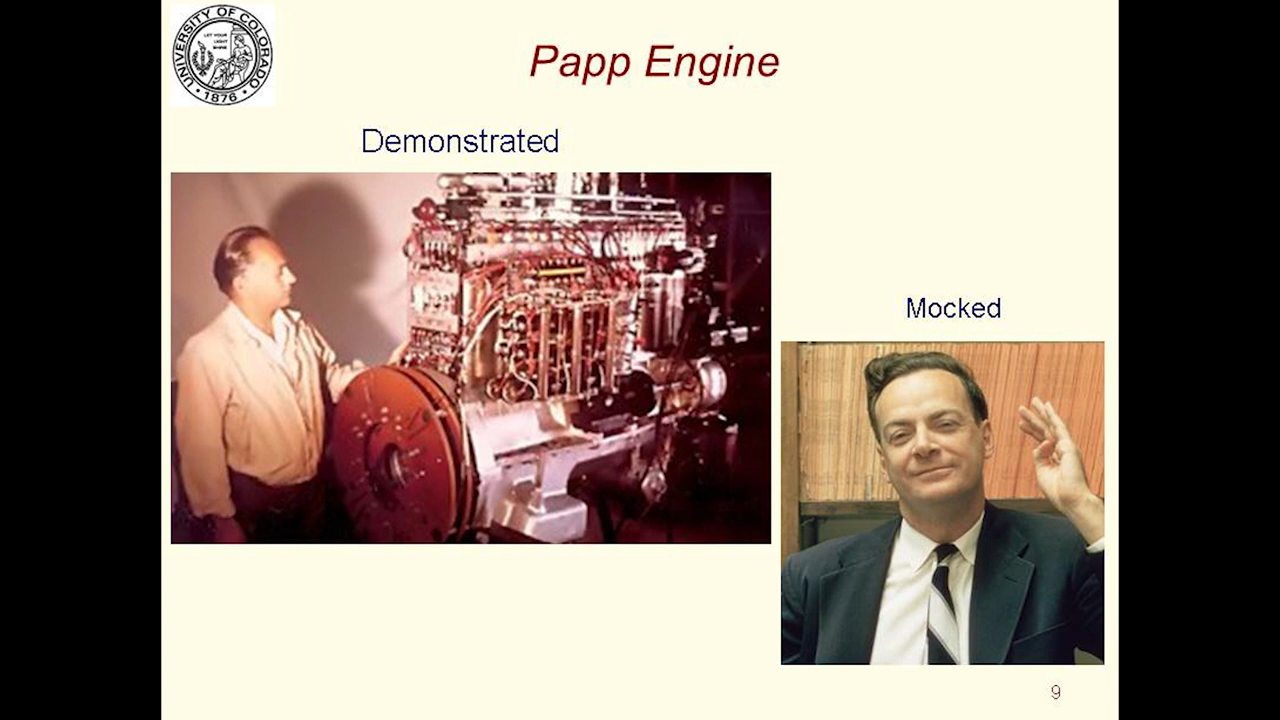 UNIVERSITY OF COLORADO
LET YOUR
LIGHT
SHINE
1876
Papp Engine
Demonstrated
Mocked
9